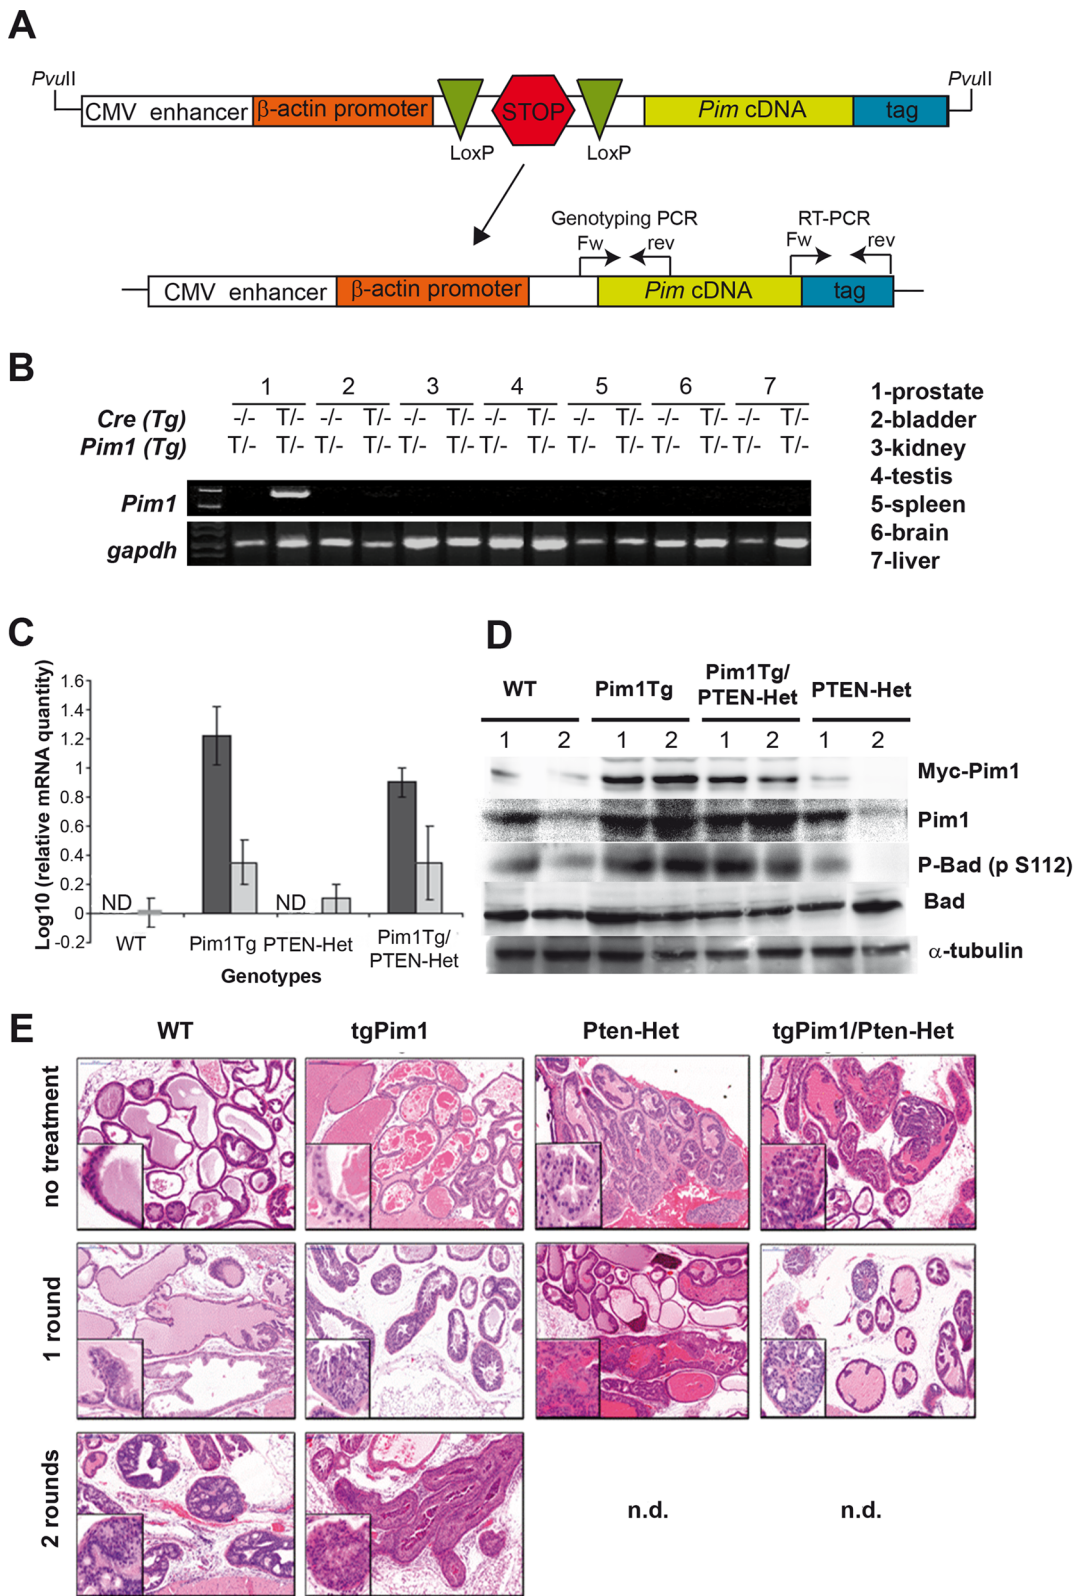 A
PvuII
PvuII
CMV enhancer
β-actin promoter
STOP
Pim cDNA
tag
LoxP
LoxP
Genotyping PCR
RT-PCR
Fw
rev
Fw
rev
CMV enhancer
β-actin promoter
Pim cDNA
tag
B
1 2 3 4 5 6 7
Cre (Tg) -/- T/- -/- T/- -/- T/- -/- T/- -/- T/- -/- T/- -/- T/-
Pim1 (Tg) T/- T/- T/- T/- T/- T/- T/- T/- T/- T/- T/- T/- T/- T/-
Pim1
gapdh
1-prostate
2-bladder
3-kidney
4-testis
5-spleen
6-brain
7-liver
C
Log10 (relative mRNA quantity)
1.6
1.4
1.2
1
0.8
0.6
0.4
0.2
0
-0.2
ND
ND
WT
Pim1Tg
PTEN-Het
Pim1Tg/
PTEN-Het
Genotypes
D
WT
Pim1Tg
Pim1Tg/
PTEN-Het
PTEN-Het
1 2 1 2 1 2 1 2
Myc-Pim1
Pim1
P-Bad (p S112)
Bad
α-tubulin
E
WT
tgPim1
Pten-Het
tgPim1/Pten-Het
no treatment
1 round
2 rounds
n.d.
n.d.